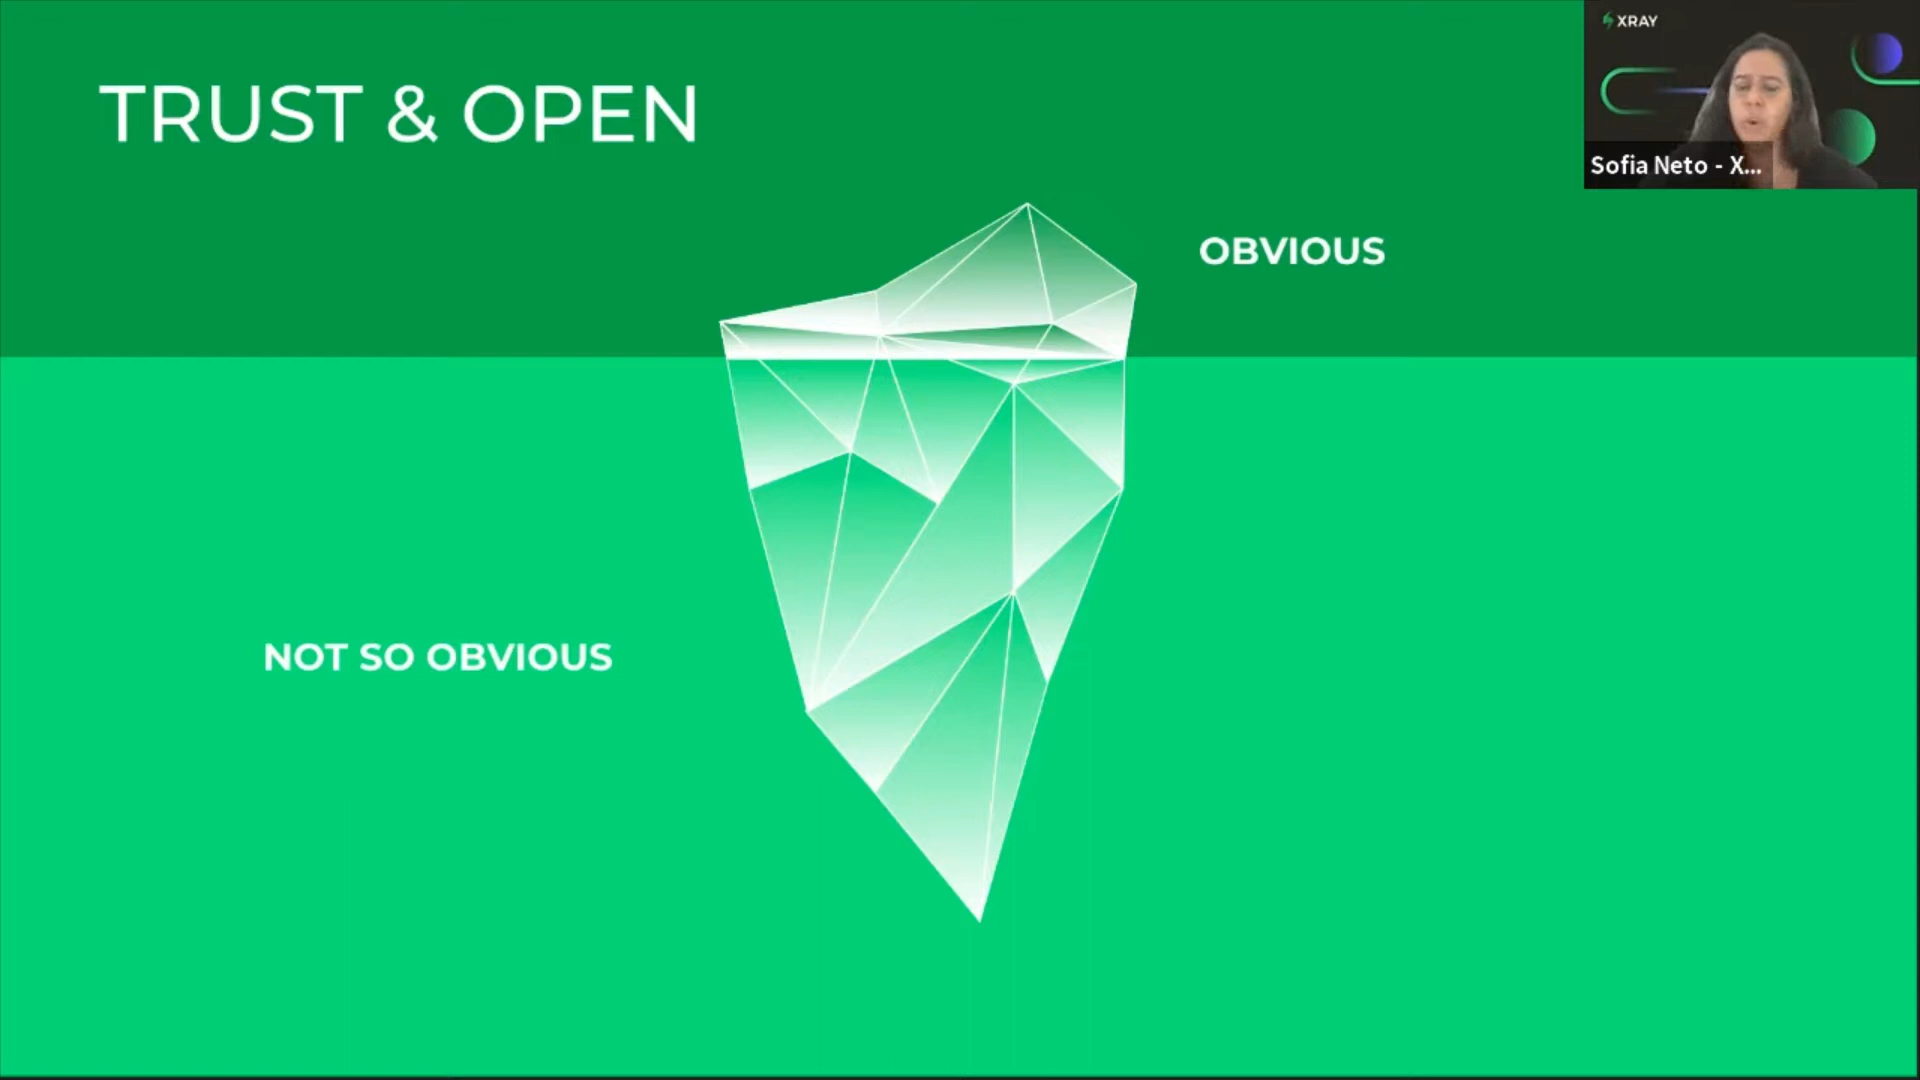 TRUST & OPEN
XRAY
Sofia Neto - X...
OBVIOUS
NOT SO OBVIOUS